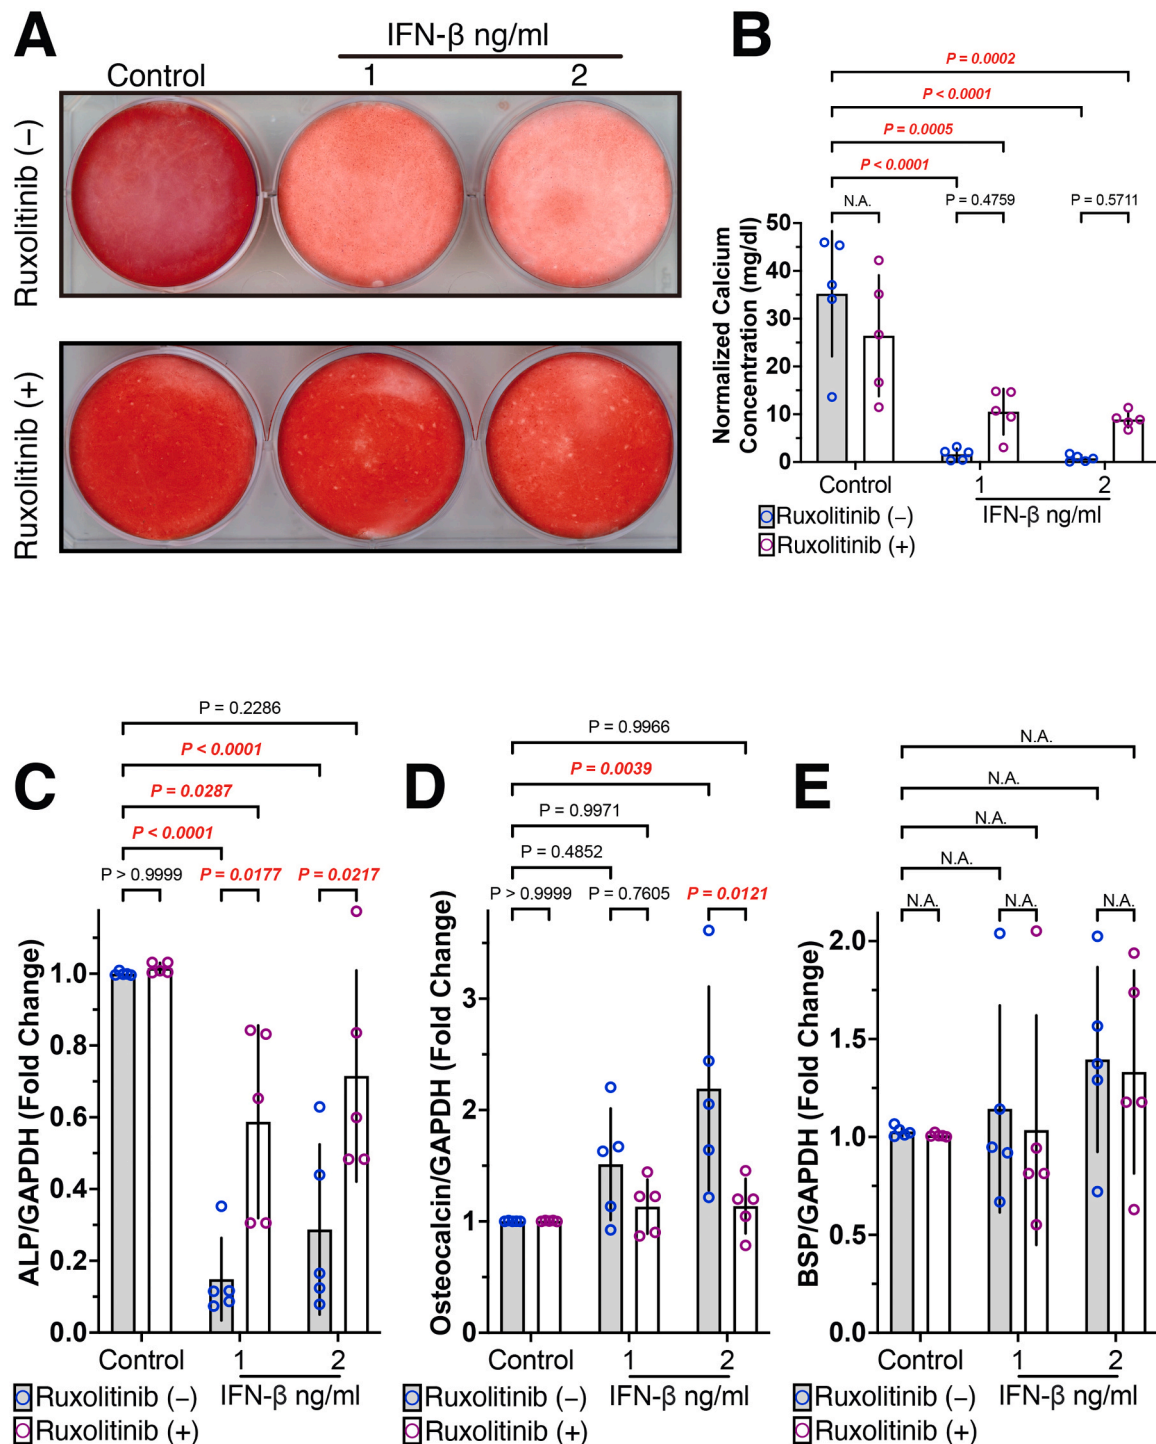 A
IFN-β ng/ml
Control 1 2
Ruxolitinib (−)
Ruxolitinib (+)
B
P = 0.0002
P < 0.0001
P = 0.0005
P < 0.0001
N.A. P = 0.4759 P = 0.5711
Normalized Calcium
Concentration (mg/dl)
50
40
30
20
10
0
Control 1 2
IFN-β ng/ml
Ruxolitinib (−)
Ruxolitinib (+)
C
P = 0.2286
P < 0.0001
P = 0.0287
P < 0.0001
P > 0.9999 P = 0.0177 P = 0.0217
ALP/GAPDH (Fold Change)
1.0
0.8
0.6
0.4
0.2
0.0
Control 1 2
IFN-β ng/ml
Ruxolitinib (−)
Ruxolitinib (+)
D
P = 0.9966
P = 0.0039
P = 0.9971
P = 0.4852
P > 0.9999 P = 0.7605 P = 0.0121
Osteocalcin/GAPDH (Fold Change)
3
2
1
0
Control 1 2
IFN-β ng/ml
Ruxolitinib (−)
Ruxolitinib (+)
E
N.A.
N.A.
N.A.
N.A.
N.A. N.A. N.A.
BSP/GAPDH (Fold Change)
2.0
1.5
1.0
0.5
0.0
Control 1 2
IFN-β ng/ml
Ruxolitinib (−)
Ruxolitinib (+)